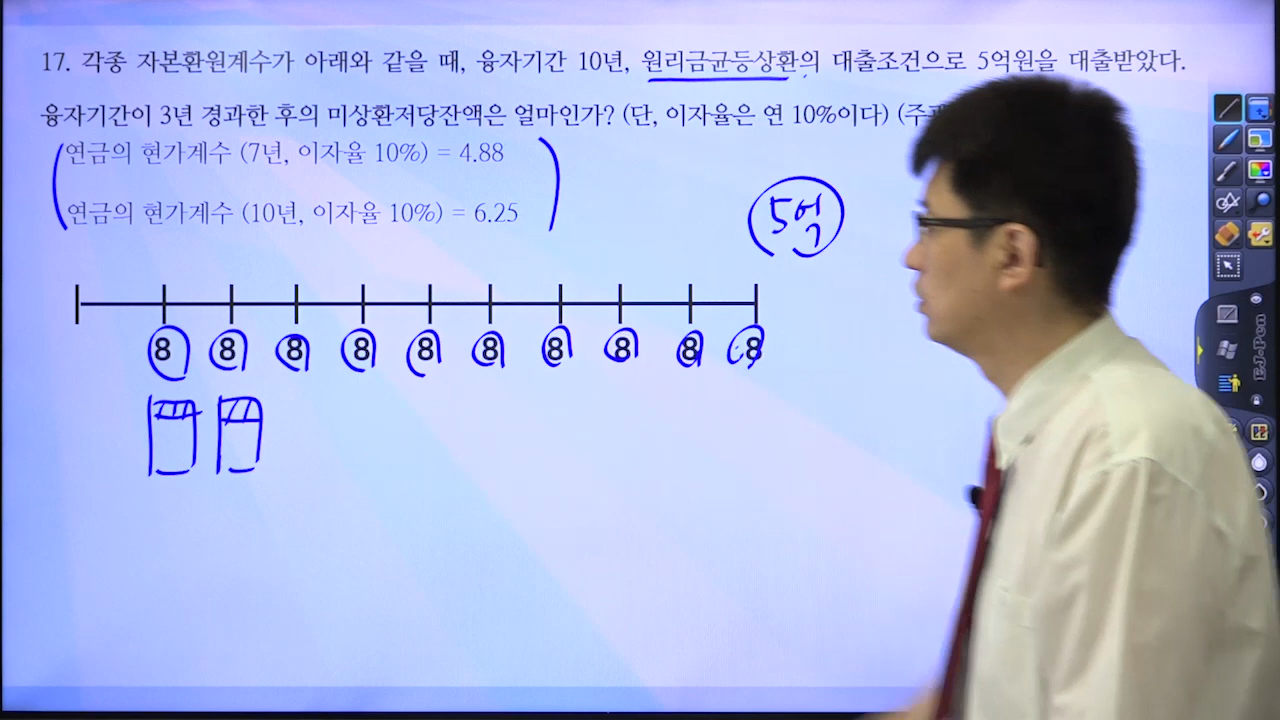 17. 각종 자본환원계수가 아래와 같을 때, 융자기간 10년, 원리금균등상환의 대출조건으로 5억원을 대출받았다.
융자기간이 3년 경과한 후의 미상환저당잔액은 얼마인가? (단, 이자율은 연 10%이다)
연금의 현가계수 (7년, 이자율 10%) = 4.88
연금의 현가계수 (10년, 이자율 10%) = 6.25
5억
8 8 8 8 8 8 8 8 8 8
EJ-Pen